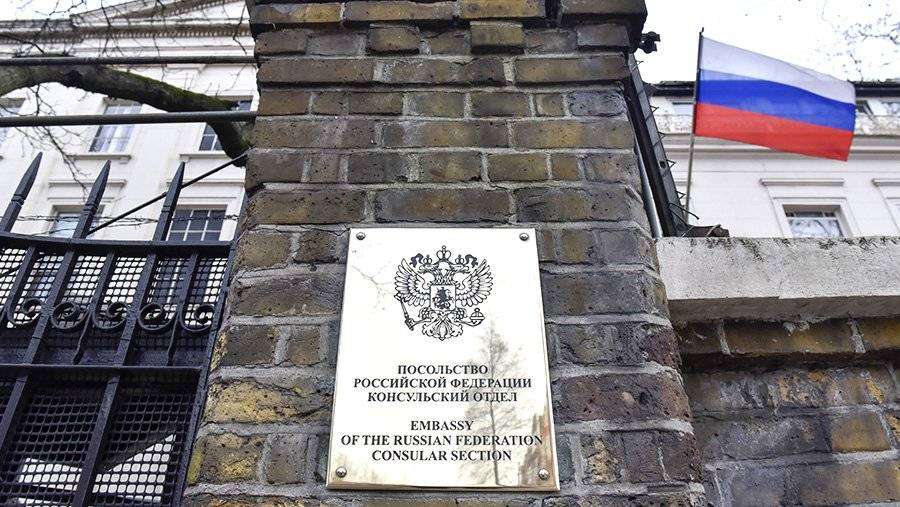 ПОСОЛЬСТВО
РОССИЙСКОЙ ФЕДЕРАЦИИ
КОНСУЛЬСКИЙ ОТДЕЛ
EMBASSY
OF THE RUSSIAN FEDERATION
CONSULAR SECTION